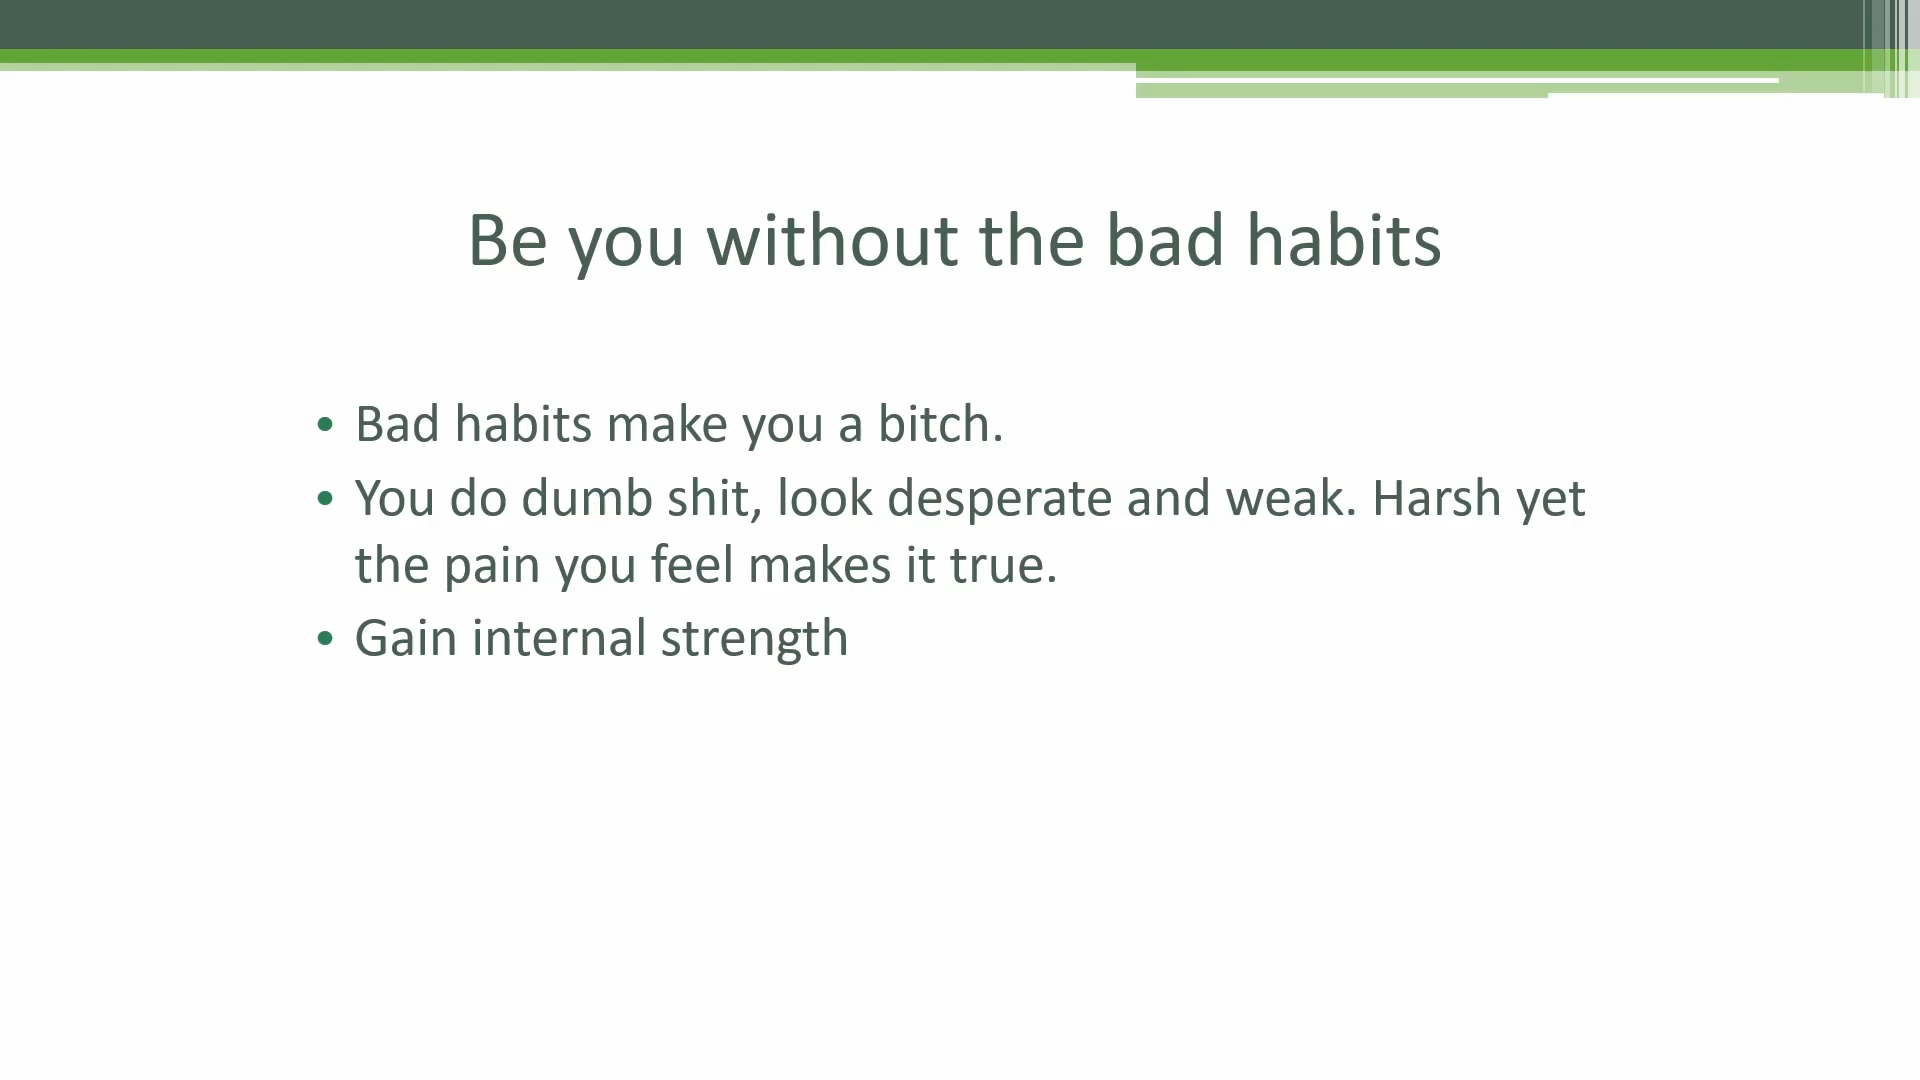 Be you without the bad habits
• Bad habits make you a bitch.
• You do dumb shit, look desperate and weak. Harsh yet
the pain you feel makes it true.
• Gain internal strength